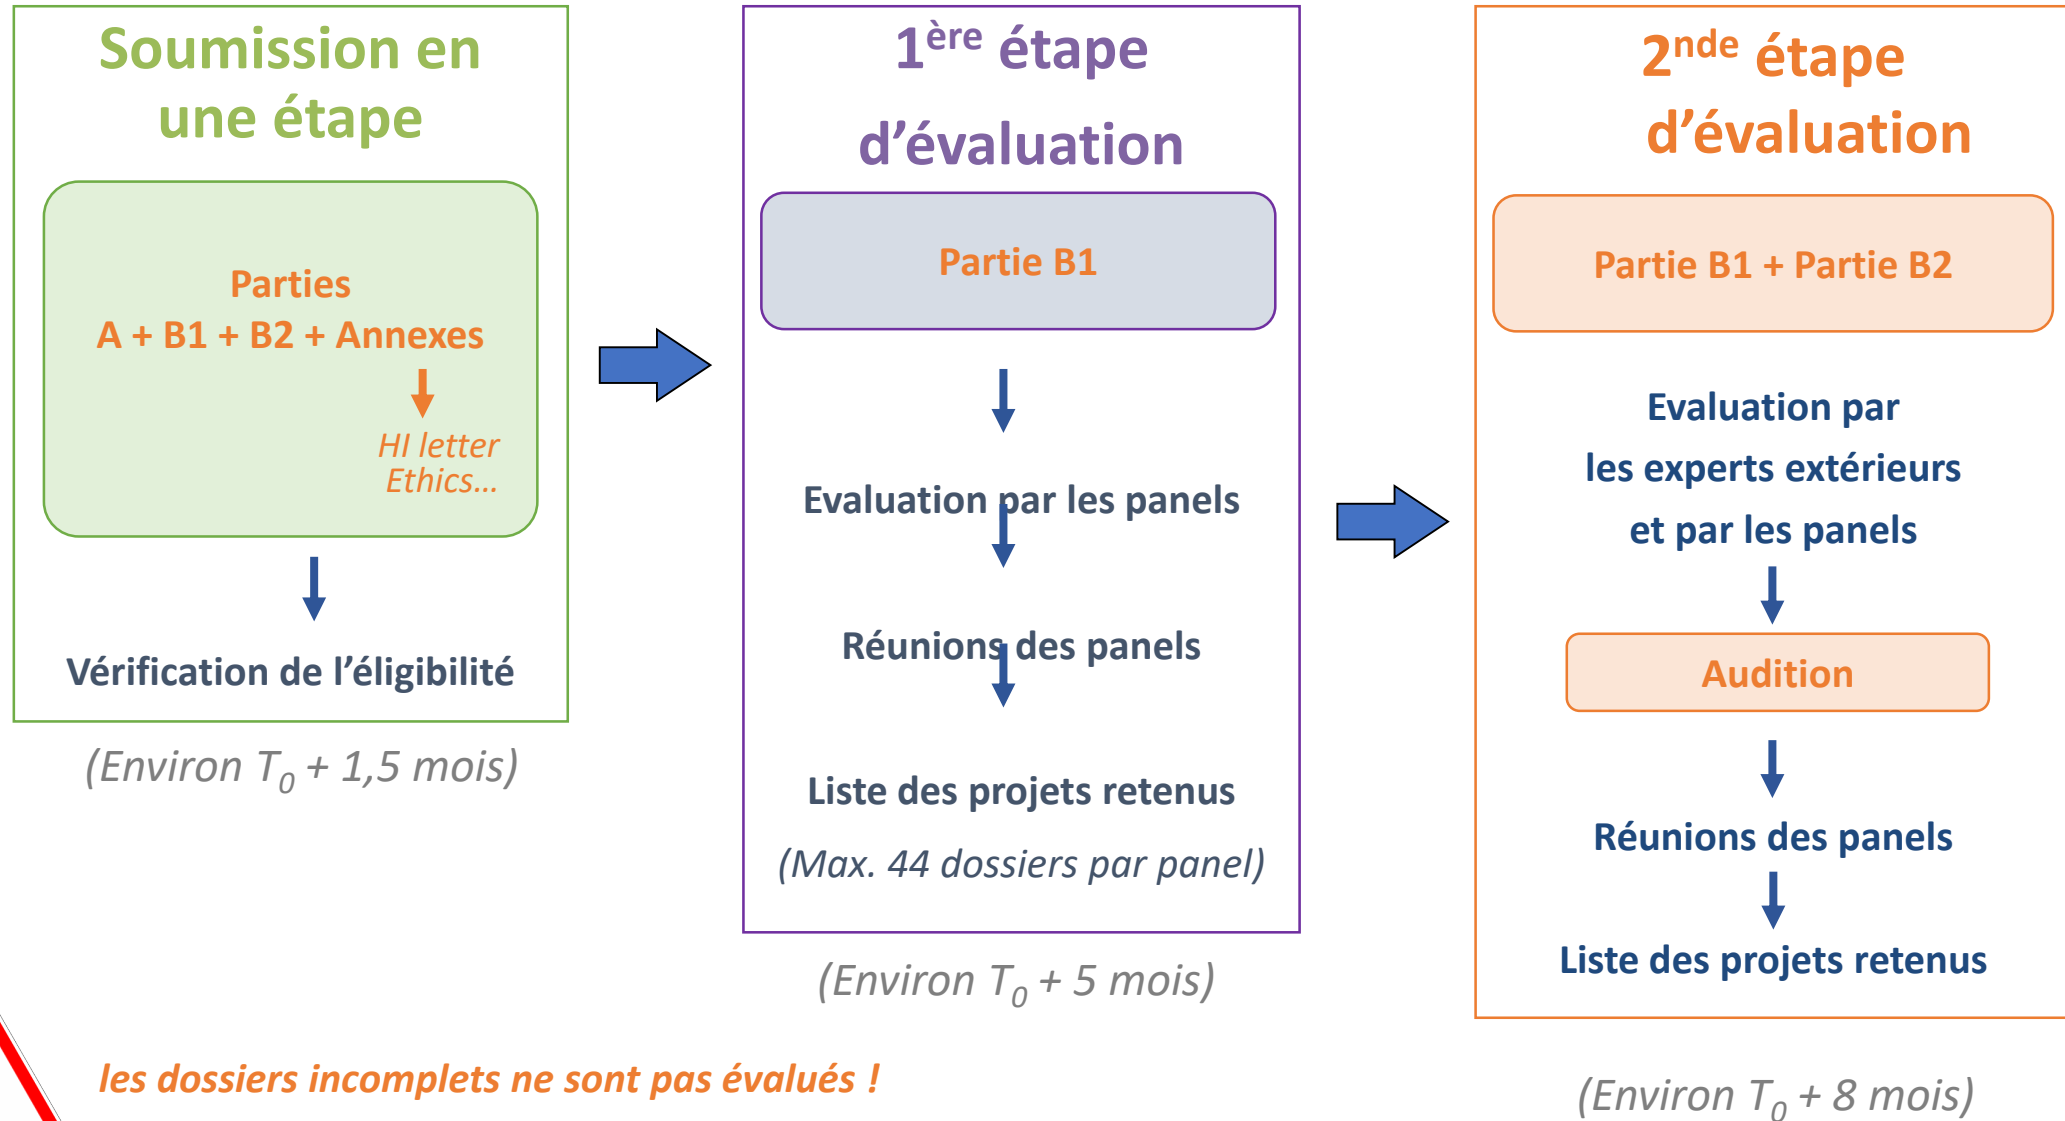 Soumission en
une étape
Parties
A + B1 + B2 + Annexes
HI letter
Ethics...
Vérification de l'éligibilité
(Environ T0 + 1,5 mois)
1ère étape
d'évaluation
Partie B1
Evaluation par les panels
Réunions des panels
Liste des projets retenus
(Max. 44 dossiers par panel)
(Environ T0 + 5 mois)
2nde étape
d'évaluation
Partie B1 + Partie B2
Evaluation par
les experts extérieurs
et par les panels
Audition
Réunions des panels
Liste des projets retenus
(Environ T0 + 8 mois)
les dossiers incomplets ne sont pas évalués !